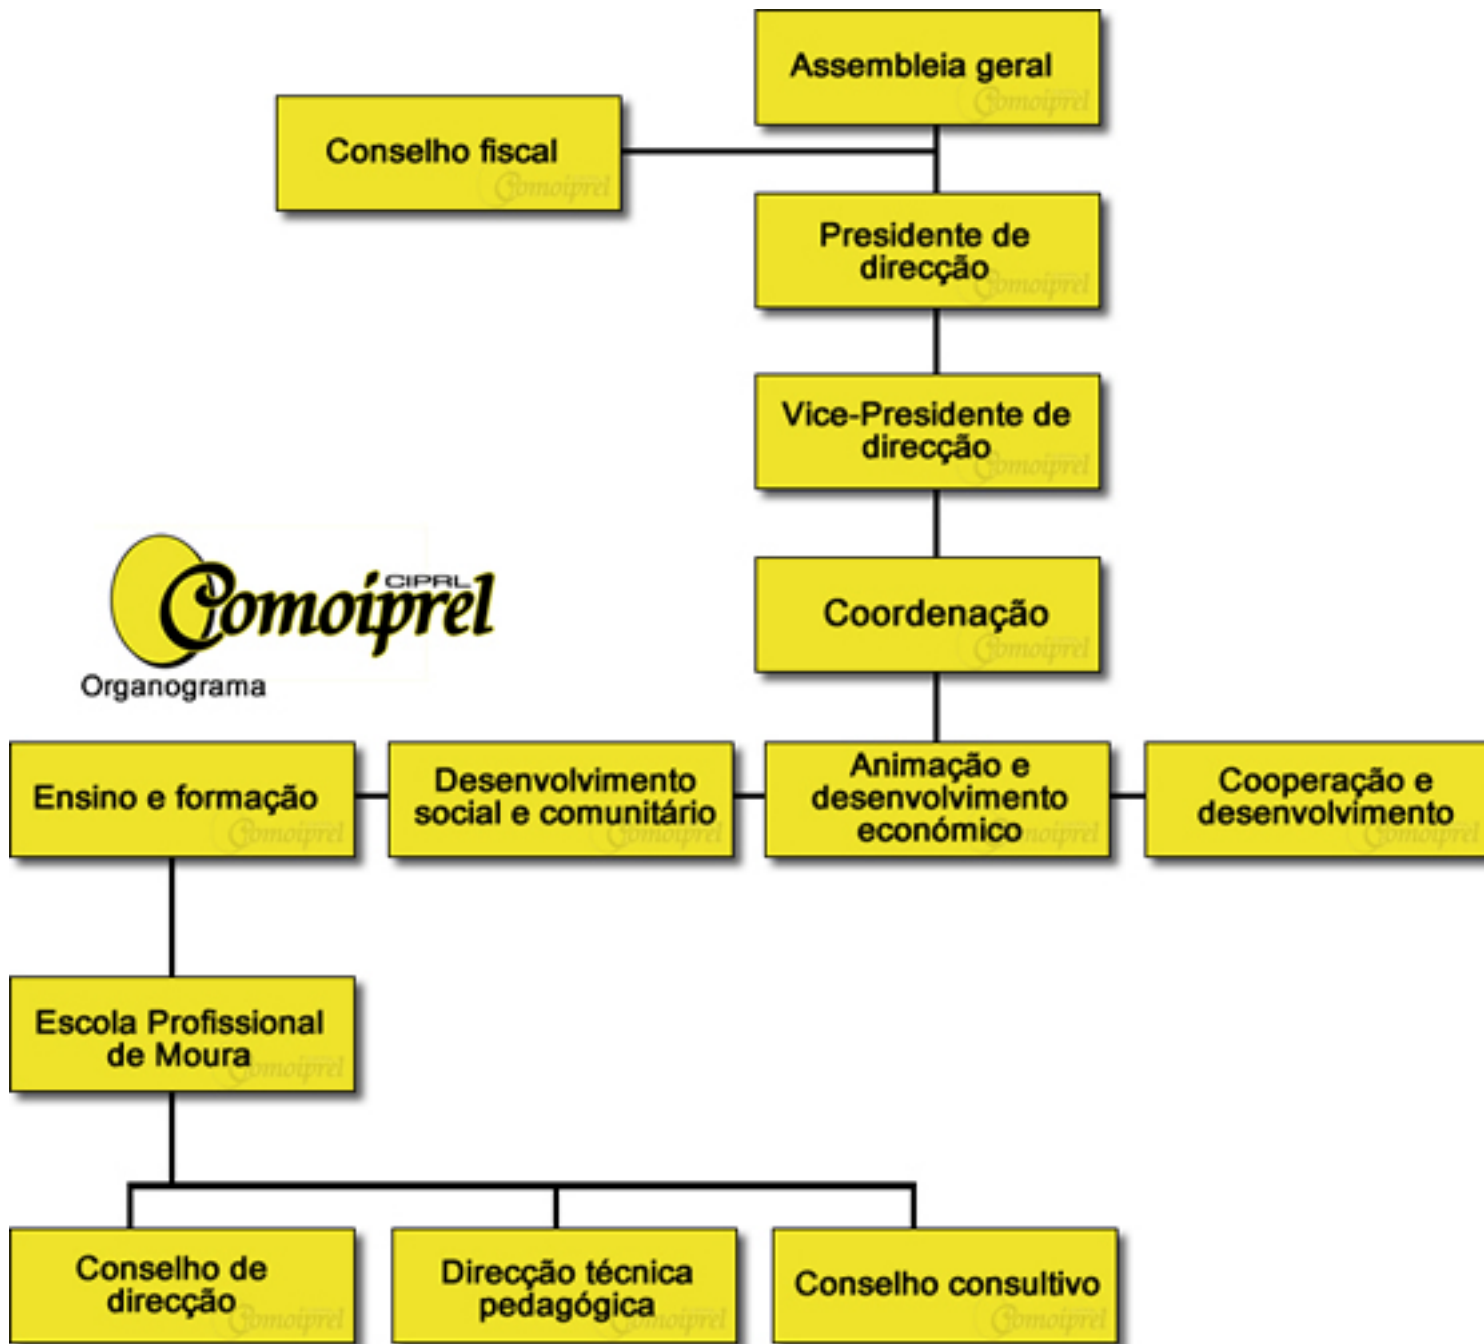 Assembleia geral
Conselho fiscal
Presidente de
direcção
Vice-Presidente de
direcção
Coordenação
CIPRL
Comoiprel
Organograma
Ensino e formação
Desenvolvimento
social e comunitário
Animação e
desenvolvimento
económico
Cooperação e
desenvolvimento
Escola Profissional
de Moura
Conselho de
direcção
Direcção técnica
pedagógica
Conselho consultivo